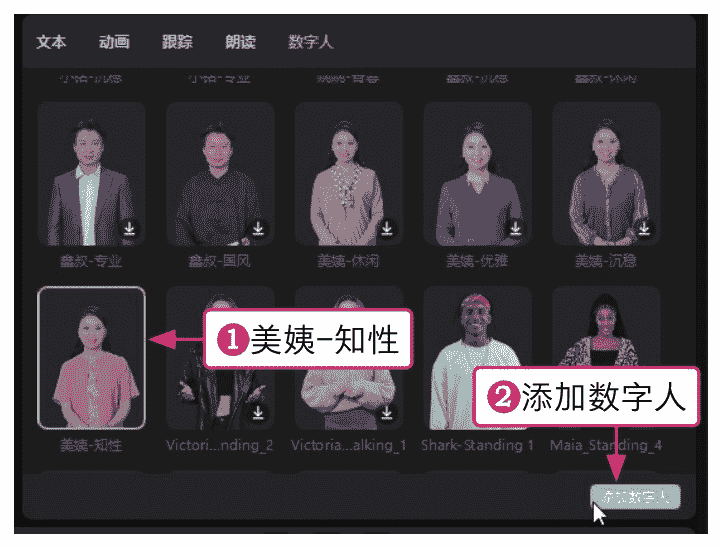 文本 动画 跟踪 朗读 数字人
鑫叔-专业 鑫叔-国风 美姨-休闲 美姨-优雅 美姨-沉稳
❶美姨-知性
❷添加数字人
美姨-知性 Victori...nding_2 Victoria...alking_1 Shark-Standing 1 Maia_Standing_4
添加数字人